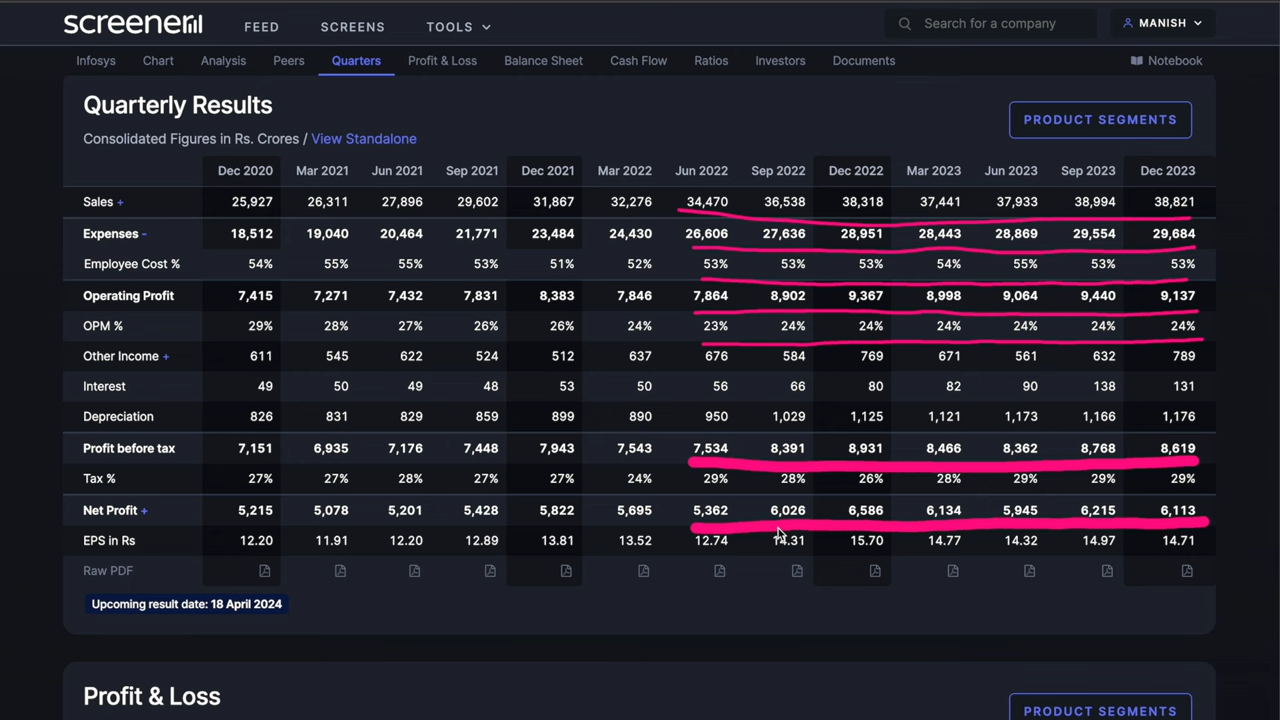 screener
FEED SCREENS TOOLS Search for a company MANISH
Infosys Chart Analysis Peers Quarters Profit & Loss Balance Sheet Cash Flow Ratios Investors Documents Notebook
Quarterly Results
PRODUCT SEGMENTS
Consolidated Figures in Rs. Crores / View Standalone
Dec 2020 Mar 2021 Jun 2021 Sep 2021 Dec 2021 Mar 2022 Jun 2022 Sep 2022 Dec 2022 Mar 2023 Jun 2023 Sep 2023 Dec 2023
Sales + 25,927 26,311 27,896 29,602 31,867 32,276 34,470 36,538 38,318 37,441 37,933 38,994 38,821
Expenses - 18,512 19,040 20,464 21,771 23,484 24,430 26,606 27,636 28,951 28,443 28,869 29,554 29,684
Employee Cost % 54% 55% 55% 53% 51% 52% 53% 53% 53% 54% 55% 53% 53%
Operating Profit 7,415 7,271 7,432 7,831 8,383 7,846 7,864 8,902 9,367 8,998 9,064 9,440 9,137
OPM % 29% 28% 27% 26% 26% 24% 23% 24% 24% 24% 24% 24% 24%
Other Income + 611 545 622 524 512 637 676 584 769 671 561 632 789
Interest 49 50 49 48 53 50 56 66 80 82 90 138 131
Depreciation 826 831 829 859 899 890 950 1,029 1,125 1,121 1,173 1,166 1,176
Profit before tax 7,151 6,935 7,176 7,448 7,943 7,543 7,534 8,391 8,931 8,466 8,362 8,768 8,619
Tax % 27% 27% 28% 27% 27% 24% 29% 28% 26% 28% 29% 29% 29%
Net Profit + 5,215 5,078 5,201 5,428 5,822 5,695 5,362 6,026 6,586 6,134 5,945 6,215 6,113
EPS in Rs 12.20 11.91 12.20 12.89 13.81 13.52 12.74 14.31 15.70 14.77 14.32 14.97 14.71
Raw PDF
Upcoming result date: 18 April 2024
Profit & Loss
PRODUCT SEGMENTS